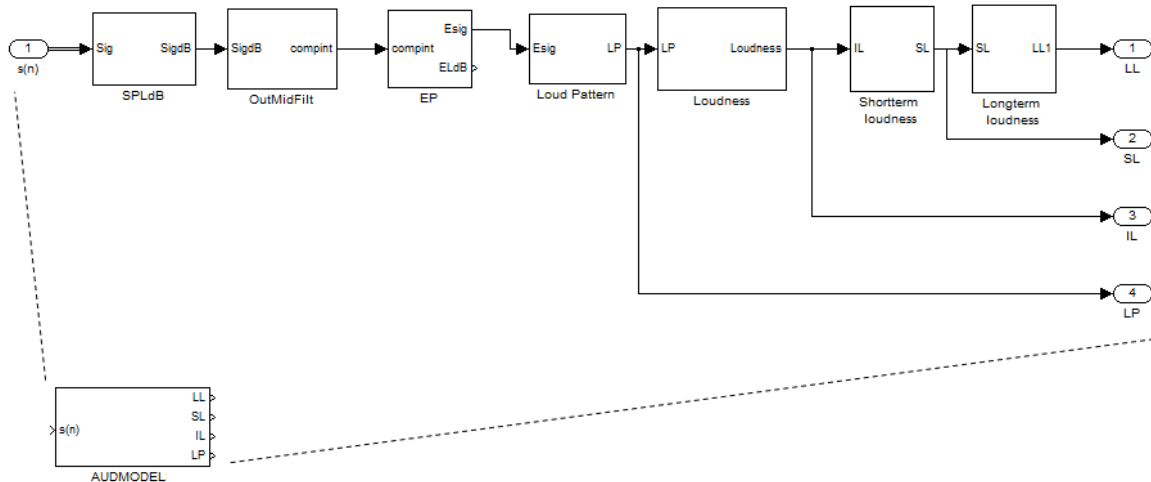 1
s(n)
Sig SigdB
SPLdB
SigdB compint
OutMidFilt
compint Esig
ELdB
EP
Esig LP
Loud Pattern
LP Loudness
Loudness
IL SL
Shortterm
loudness
SL LL1
Longterm
loudness
1
LL
2
SL
3
IL
4
LP
s(n)
LL
SL
IL
LP
AUDMODEL